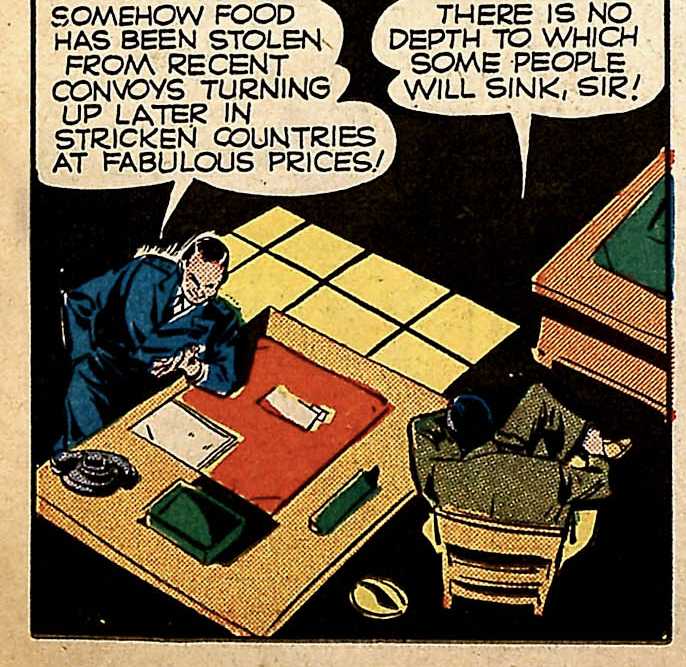 SOMEHOW FOOD
HAS BEEN STOLEN
FROM RECENT
CONVOYS TURNING
UP LATER IN
STRICKEN COUNTRIES
AT FABULOUS PRICES!
THERE IS NO
DEPTH TO WHICH
SOME PEOPLE
WILL SINK, SIR!